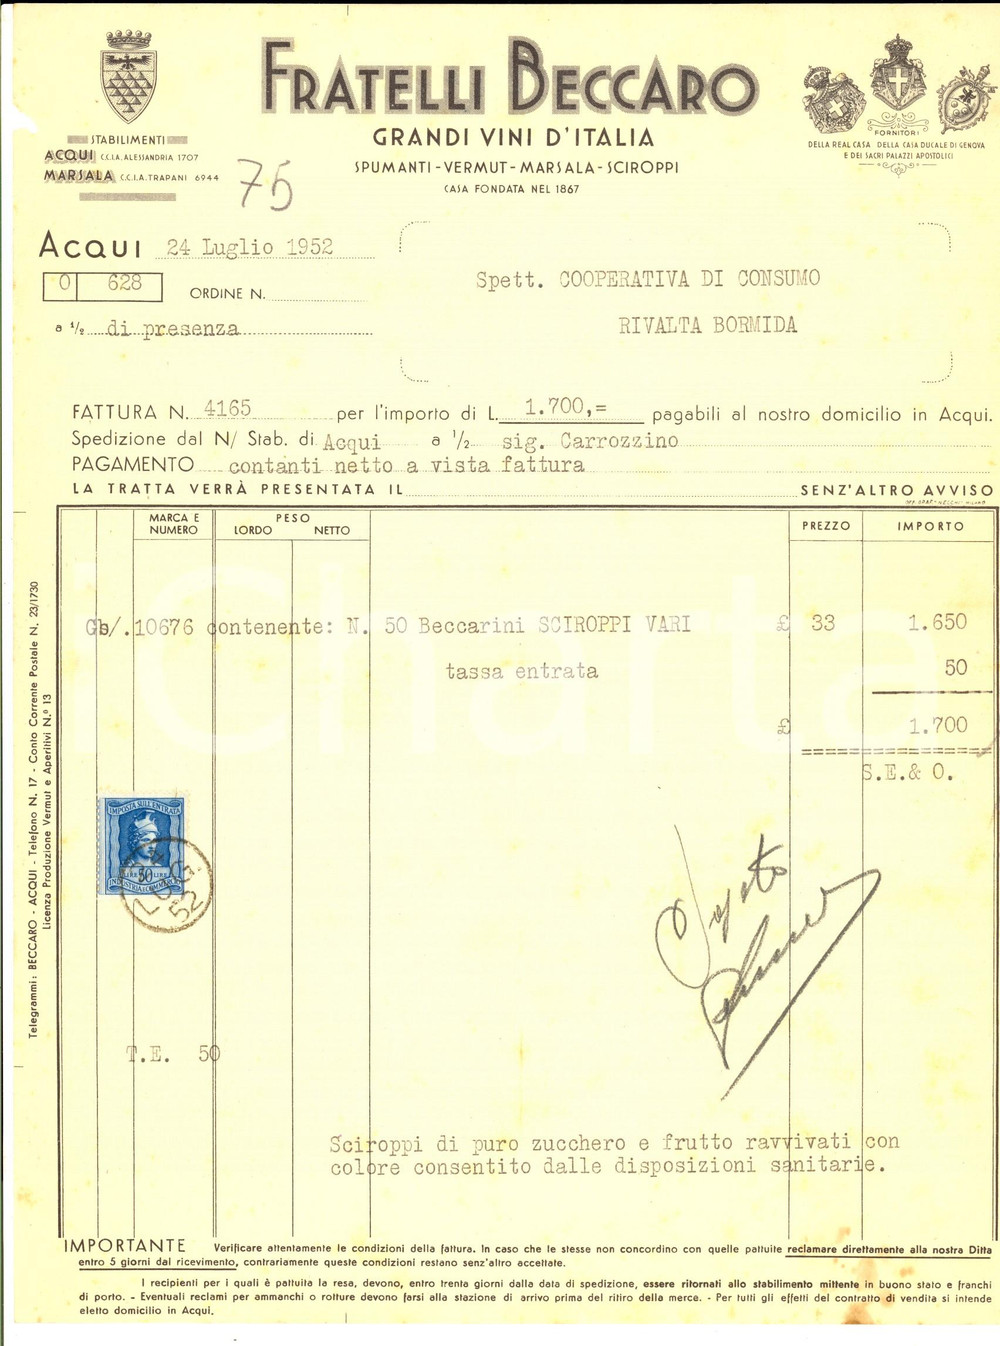 FRATELLI BECCARO
GRANDI VINI D'ITALIA
SPUMANTI-VERMUT-MARSALA-SCIROPPI
CASA FONDATA NEL 1867
STABILIMENTI
ACQUI C.C.I.A. ALESSANDRIA 1707
MARSALA C.C.I.A. TRAPANI 6944
75
FORNITORI
DELLA REAL CASA DELLA CASA DUCALE DI GENOVA
E DEI SACRI PALAZZI APOSTOLICI
ACQUI 24 Luglio 1952
0 628
ORDINE N.
a ½ di presenza
Spett. COOPERATIVA DI CONSUMO
RIVALTA BORMIDA
FATTURA N. 4165 per l'importo di L. 1.700,= pagabili al nostro domicilio in Acqui.
Spedizione dal N/ Stab. di Acqui a ½ sig. Carrozzino
PAGAMENTO contanti netto a vista fattura
LA TRATTA VERRÀ PRESENTATA IL SENZ'ALTRO AVVISO
MARCA E NUMERO PESO LORDO NETTO PREZZO IMPORTO
Gb/. 10676 contenente: N. 50 Beccarini SCIROPPI VARI £ 33 1.650
tassa entrata 50
£ 1.700
S.E.& O.
IMPOSTA SULL'ENTRATA
LIRE 50 LIRE
INDUSTRIA E COMMERCIO
LUG 52
T.E. 50
Sciroppi di puro zucchero e frutto ravvivati con
colore consentito dalle disposizioni sanitarie.
Telegrammi: BECCARO - ACQUI - Telefono N. 17 - Conto Corrente Postale N. 23/1730
Licenza Produzione Vermut e Aperitivi N.º 13
IMPORTANTE Verificare attentamente le condizioni della fattura. In caso che le stesse non concordino con quelle pattuite reclamare direttamente alla nostra Ditta
entro 5 giorni dal ricevimento, contrariamente queste condizioni restano senz'altro accettate.
I recipienti per i quali è pattuita la resa, devono, entro trenta giorni dalla data di spedizione, essere ritornati allo stabilimento mittente in buono stato e franchi
di porto. - Eventuali reclami per ammanchi o rotture devono farsi alla stazione di arrivo prima del ritiro della merce. - Per tutti gli effetti del contratto di vendita si intende
eletto domicilio in Acqui.
iCharta